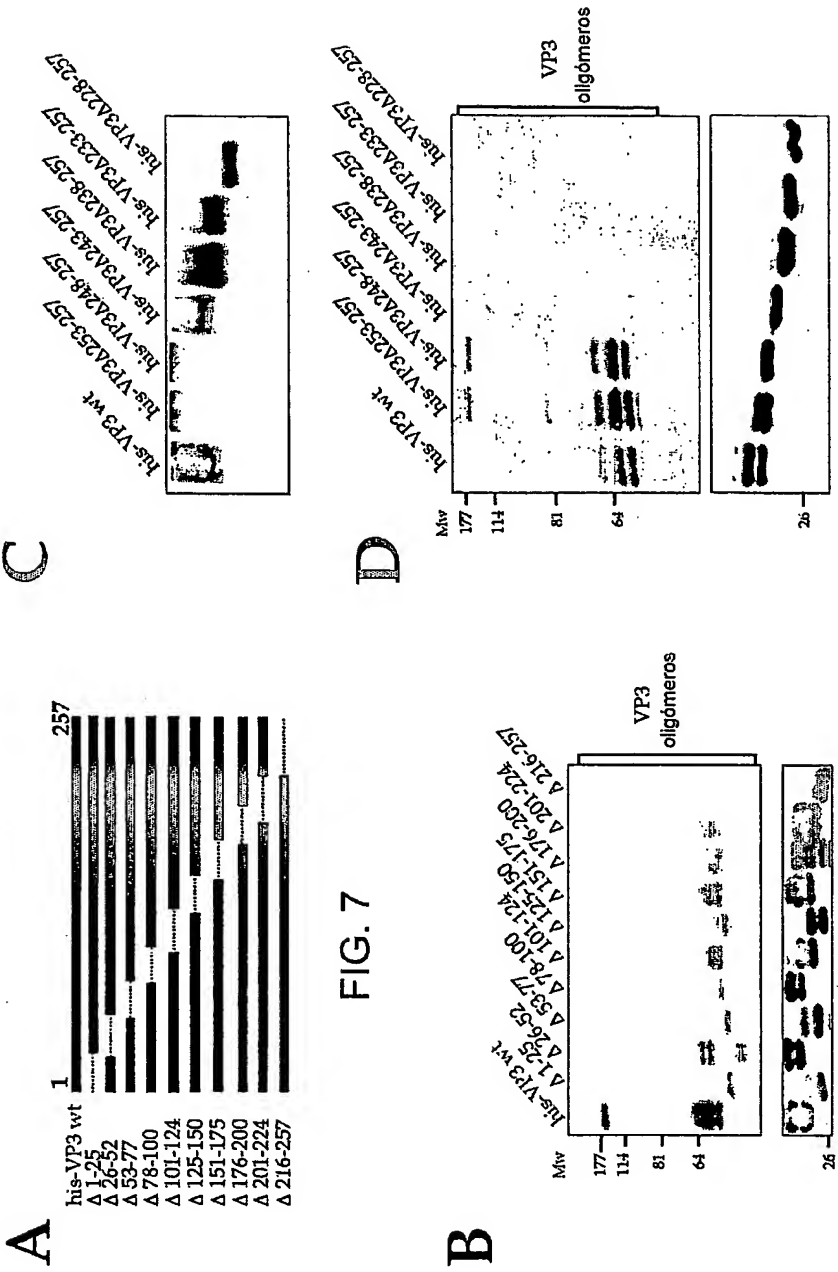 A
1
257
his-VP3 wt
Δ 1-25
Δ 26-52
Δ 53-77
Δ 78-100
Δ 101-124
Δ 125-150
Δ 151-175
Δ 176-200
Δ 201-224
Δ 216-257
FIG. 7
B
his-VP3 wt
Δ 1-25
Δ 26-52
Δ 53-77
Δ 78-100
Δ 101-124
Δ 125-150
Δ 151-175
Δ 176-200
Δ 201-224
Δ 216-257
Mw
177
114
81
64
26
VP3
oligómeros
C
his-VP3 wt
his-VP3Δ253-257
his-VP3Δ248-257
his-VP3Δ243-257
his-VP3Δ238-257
his-VP3Δ233-257
his-VP3Δ228-257
D
his-VP3 wt
his-VP3Δ253-257
his-VP3Δ248-257
his-VP3Δ243-257
his-VP3Δ238-257
his-VP3Δ233-257
his-VP3Δ228-257
Mw
177
114
81
64
26
VP3
oligómeros